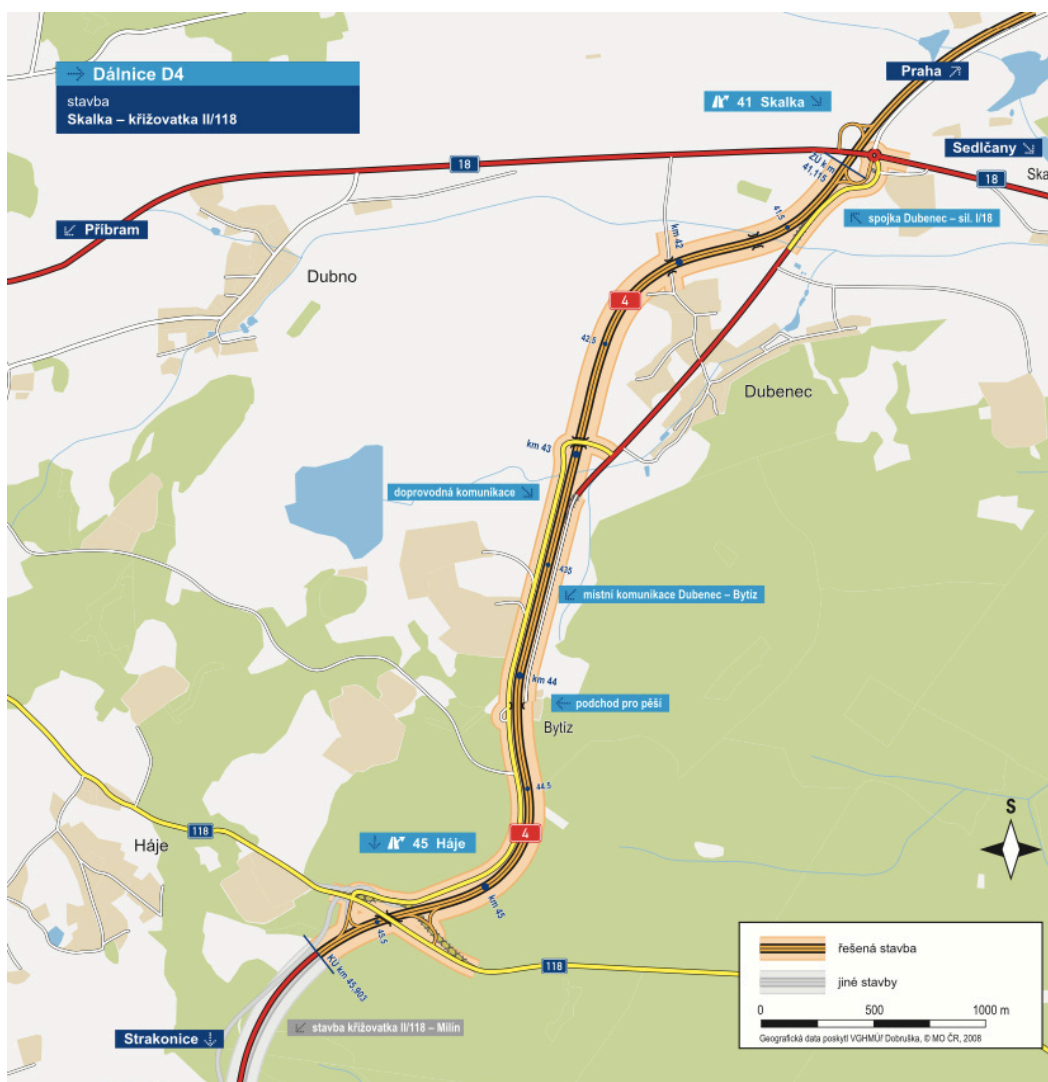 Dálnice D4
stavba
Skalka – křižovatka II/118
Praha
41 Skalka
Sedlčany
Ska
18
18
ZÚ km
41,115
Příbram
spojka Dubenec – sil. I/18
41,5
km 42
Dubno
4
42,5
Dubenec
km 43
doprovodná komunikace
435
místní komunikace Dubenec – Bytíz
km 44
podchod pro pěší
Bytíz
44,5
S
4
118
45 Háje
Háje
km 45
45,5
řešená stavba
118
KÚ km 45,903
jiné stavby
0 500 1000 m
stavba křižovatka II/118 – Milín
Strakonice
Geografická data poskytl VGHMÚř Dobruška, © MO ČR, 2008